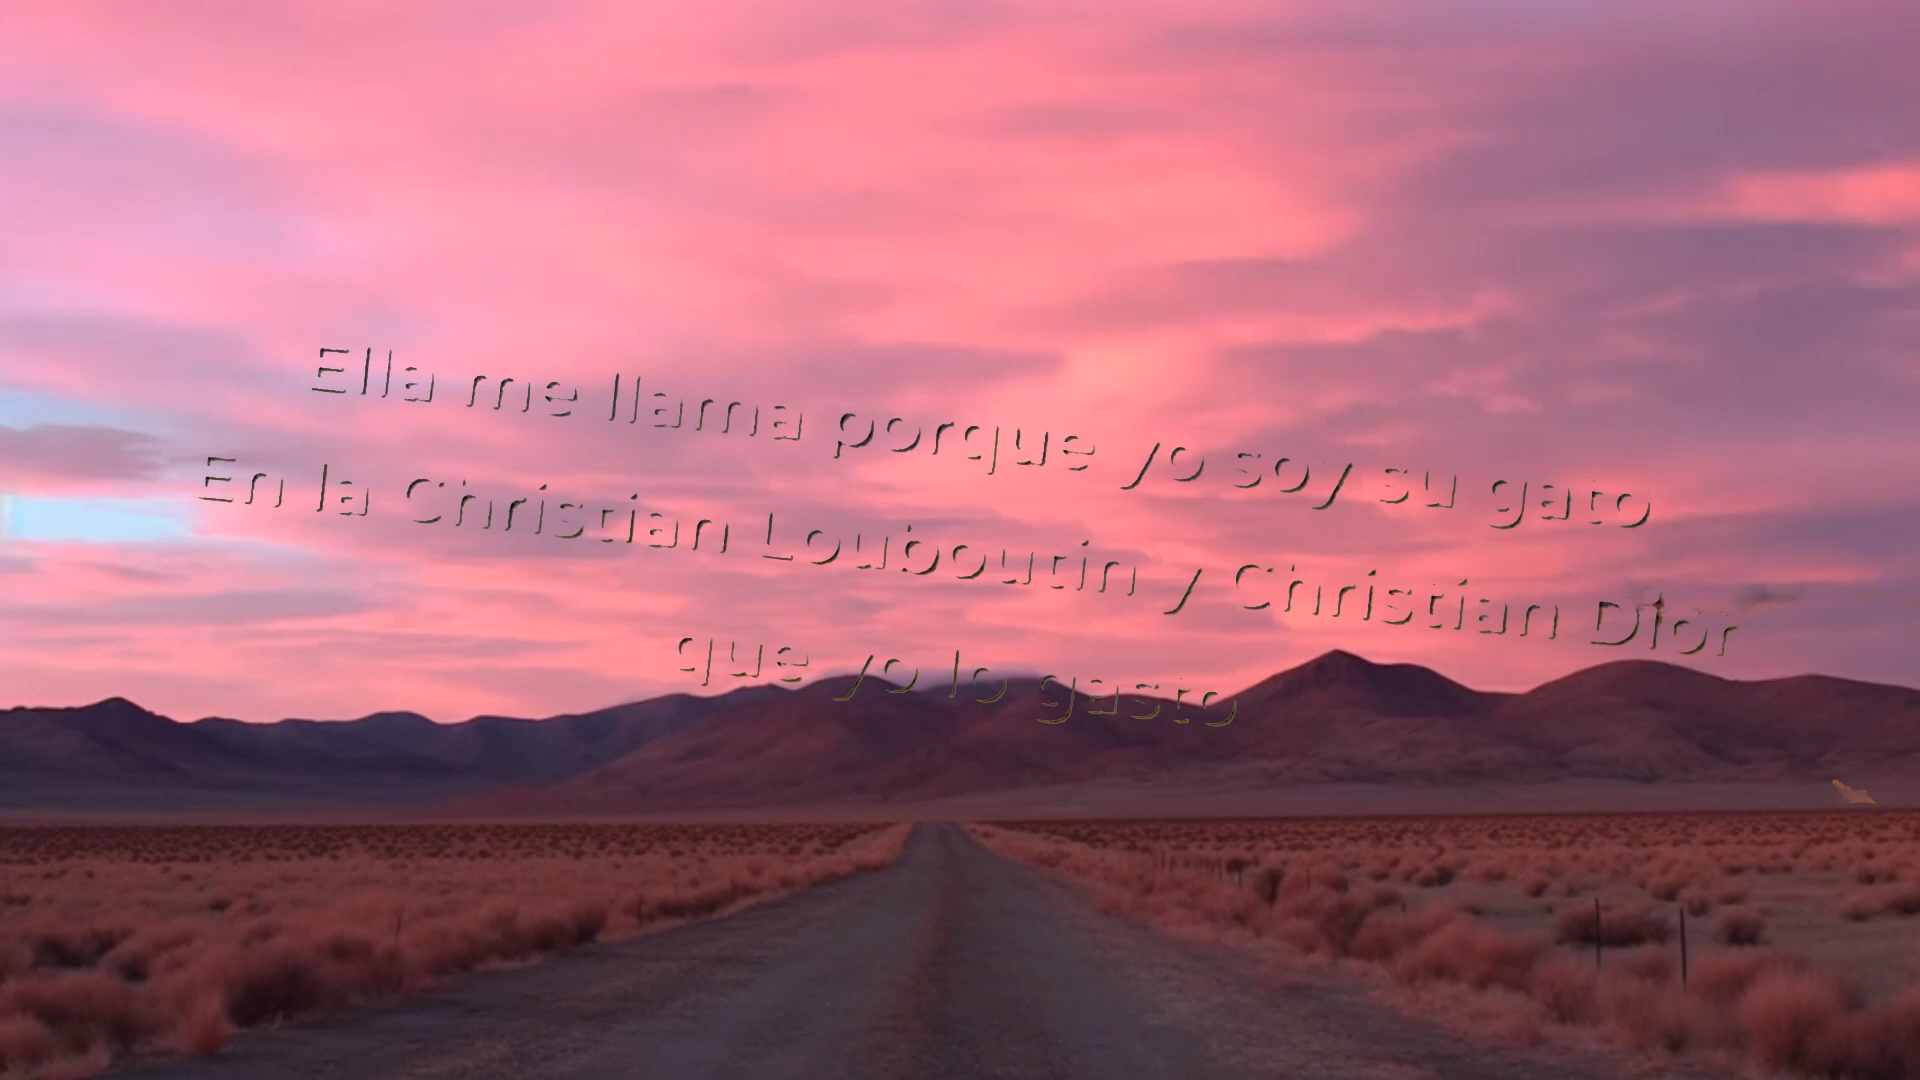 Ella me llama porque yo soy su gato
En la Christian Louboutin y Christian Dior
que yo lo gasto